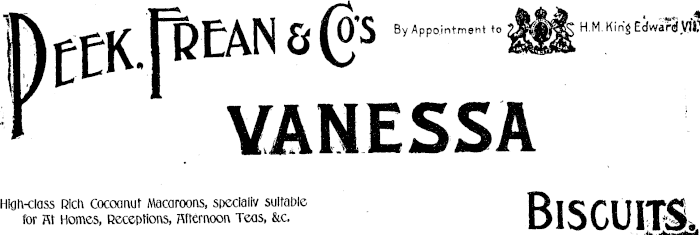 PEEK, FREAN & CO'S
By Appointment to H.M. King Edward VII.
VANESSA
High-class Rich Cocoanut Macaroons, specially suitable
for At Homes, Receptions, Afternoon Teas, &c.
BISCUITS.